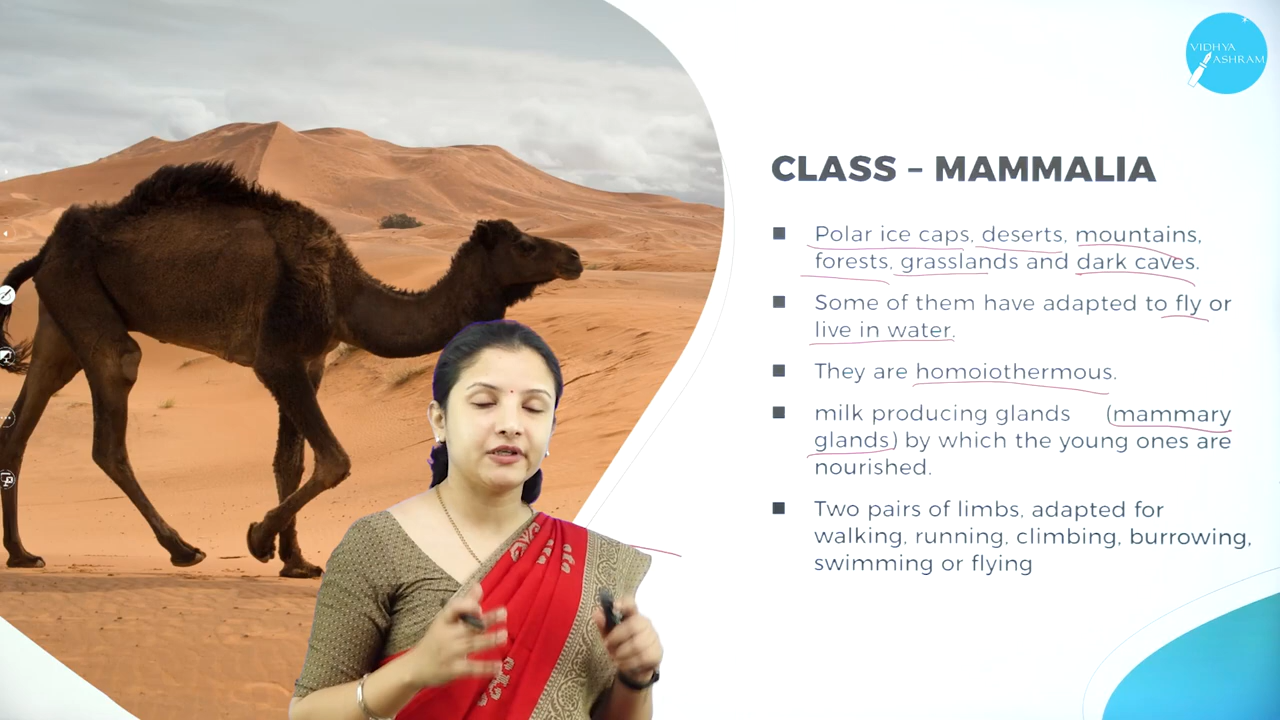 VIDHYA
ASHRAM
CLASS – MAMMALIA
Polar ice caps, deserts, mountains,
forests, grasslands and dark caves.
Some of them have adapted to fly or
live in water.
They are homoiothermous.
milk producing glands (mammary
glands) by which the young ones are
nourished.
Two pairs of limbs, adapted for
walking, running, climbing, burrowing,
swimming or flying